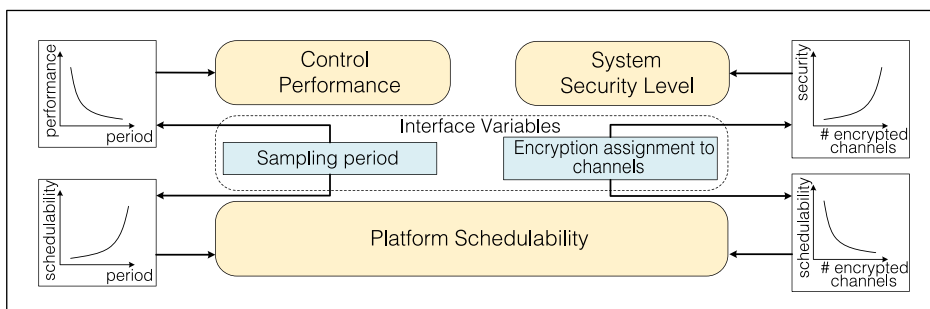 performance
period
Control
Performance
System
Security Level
security
# encrypted
channels
Interface Variables
Sampling period
Encryption assignment to
channels
schedulability
period
Platform Schedulability
schedulability
# encrypted
channels